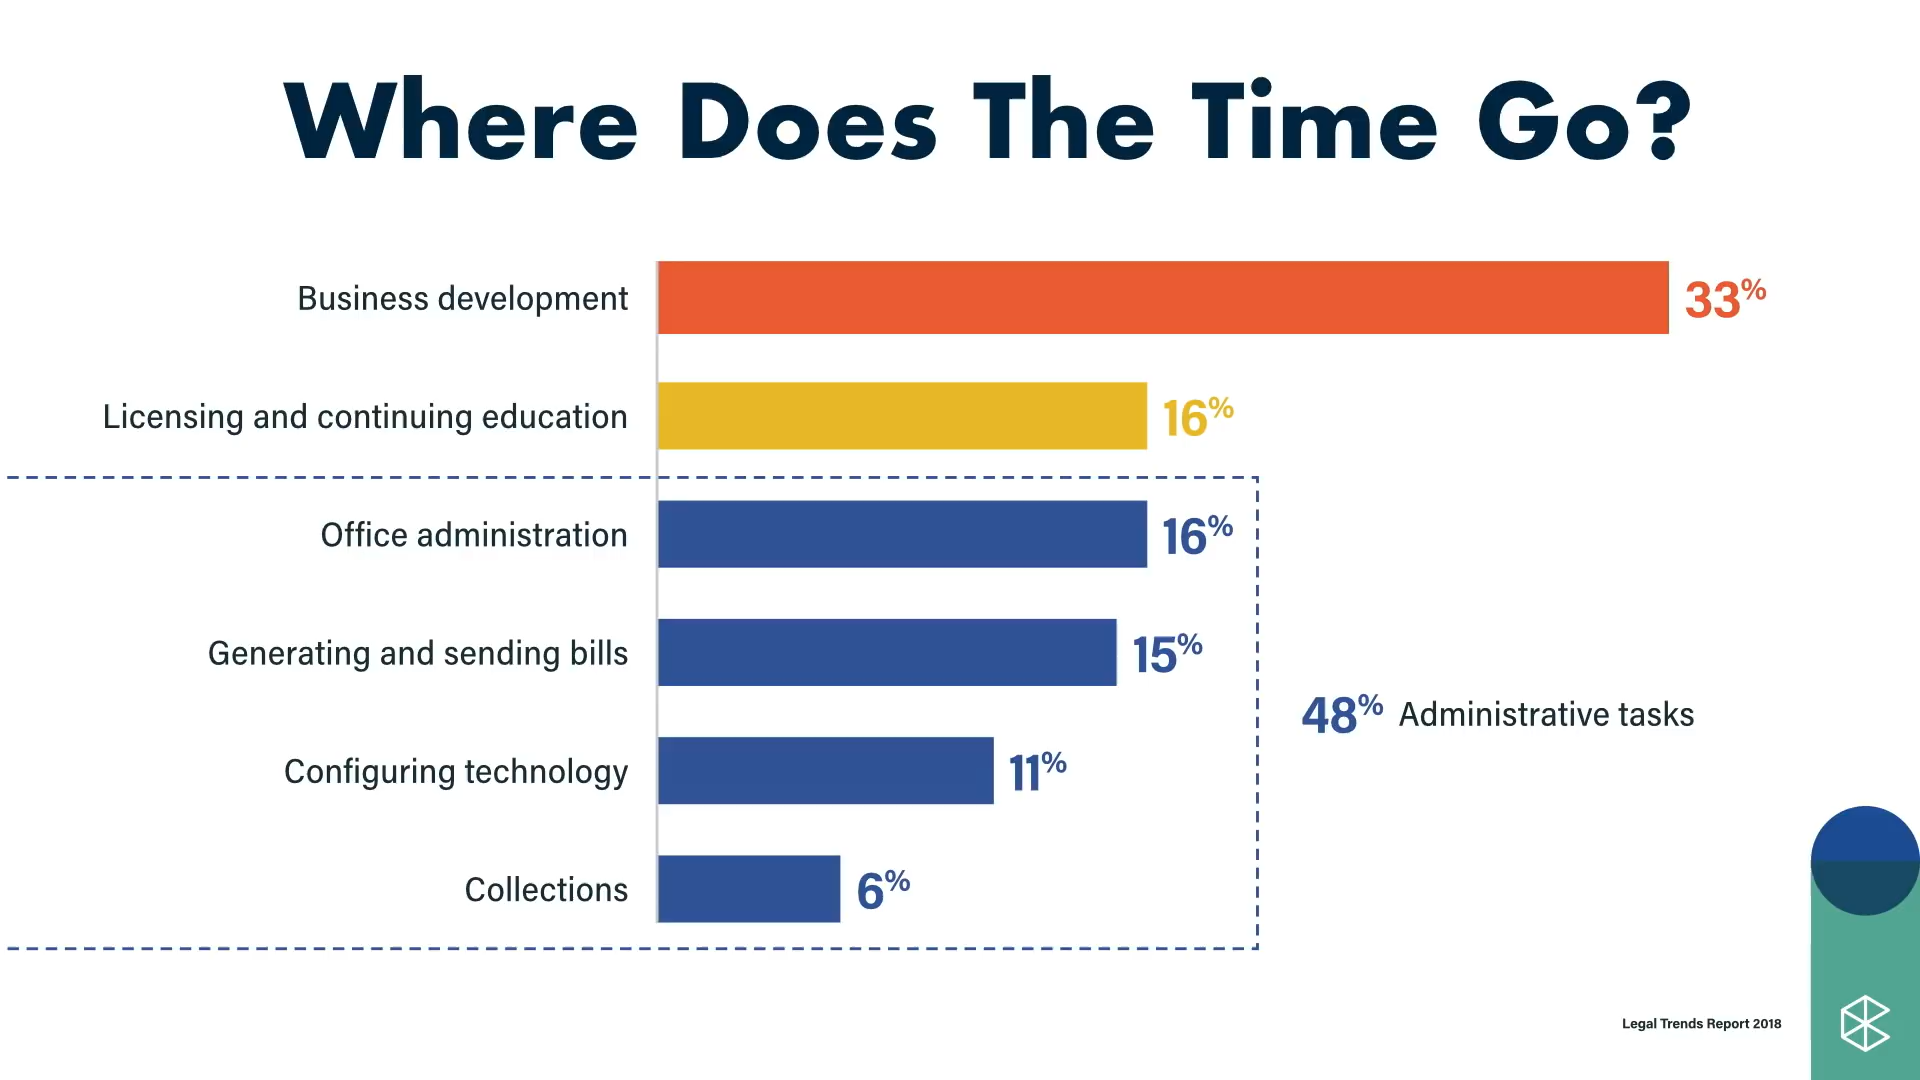 Where Does The Time Go?
Business development 33%
Licensing and continuing education 16%
Office administration 16%
Generating and sending bills 15%
48% Administrative tasks
Configuring technology 11%
Collections 6%
Legal Trends Report 2018